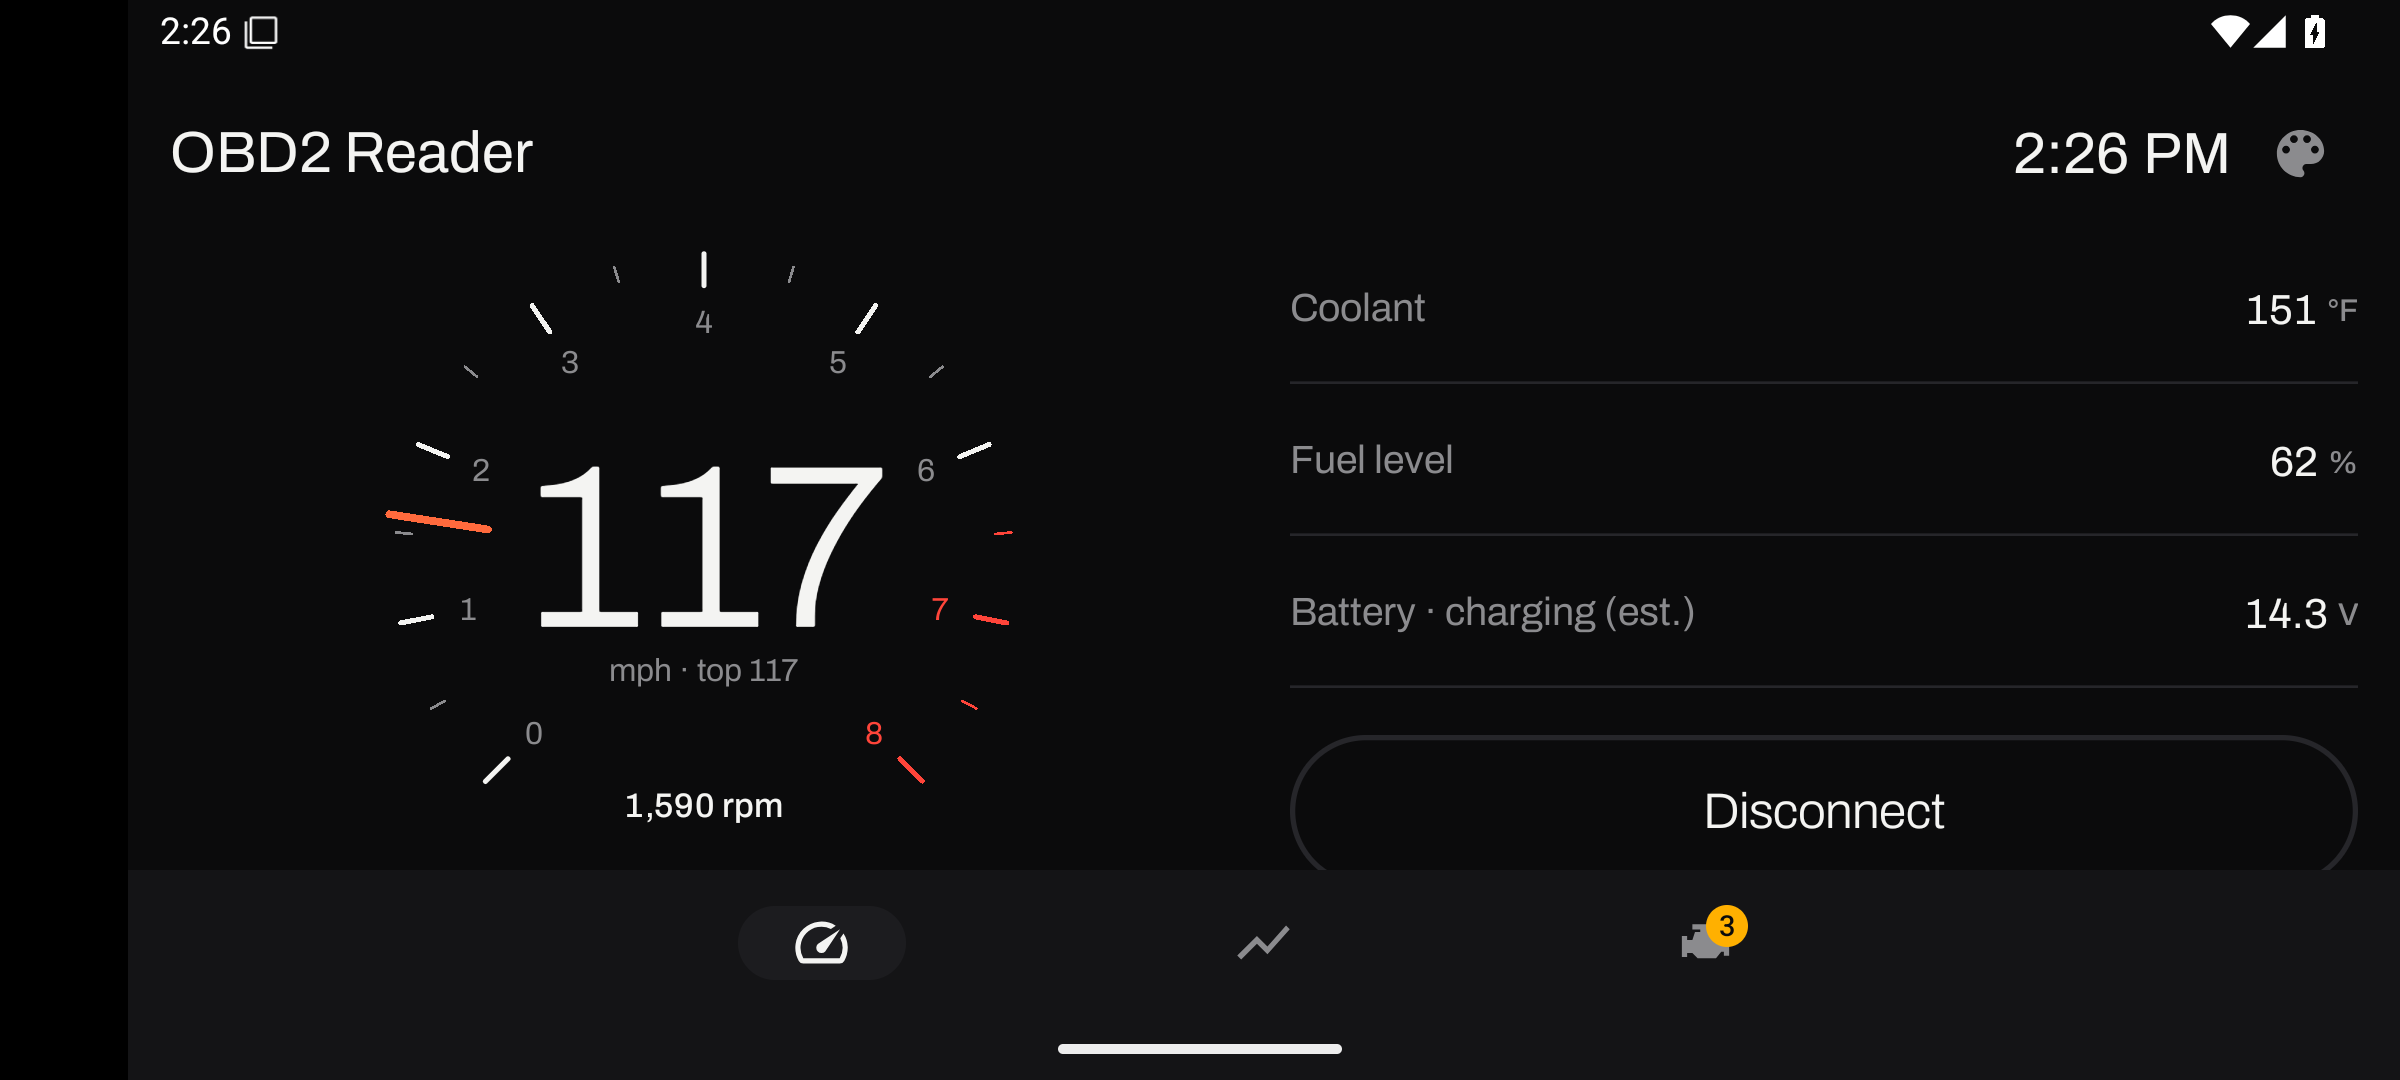 2:26
OBD2 Reader
2:26 PM
4
3
5
2
6
1
7
0
8
117
mph · top 117
1,590 rpm
Coolant
151 °F
Fuel level
62 %
Battery · charging (est.)
14.3 V
Disconnect
3